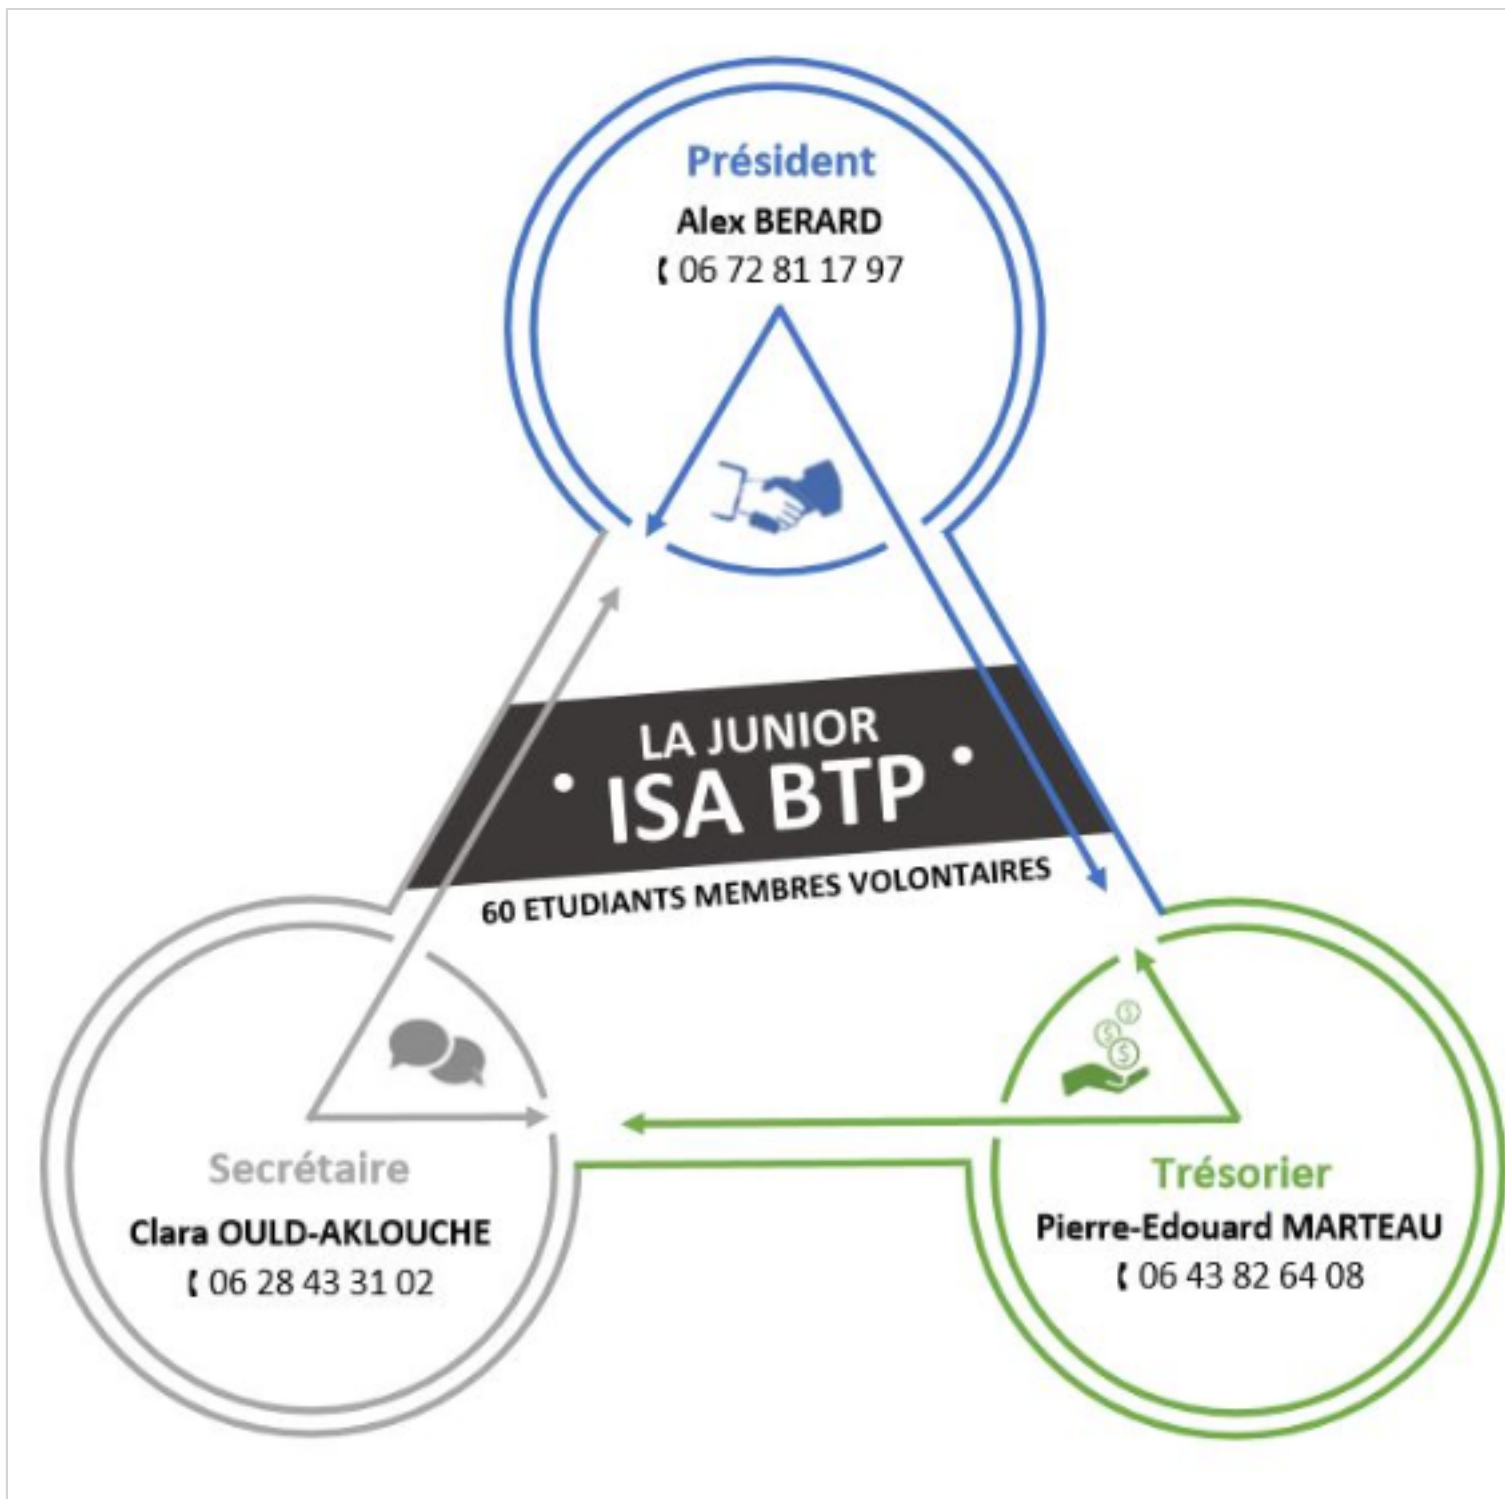 Président
Alex BERARD
06 72 81 17 97
LA JUNIOR
• ISA BTP •
60 ETUDIANTS MEMBRES VOLONTAIRES
Secrétaire
Clara OULD-AKLOUCHE
06 28 43 31 02
Trésorier
Pierre-Edouard MARTEAU
06 43 82 64 08